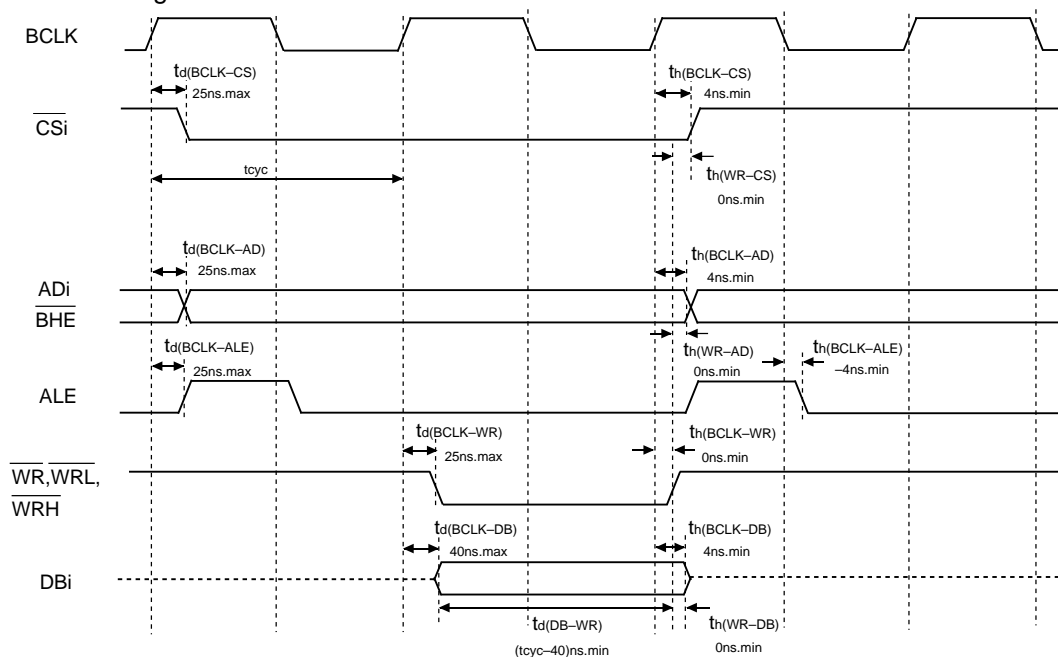 BCLK
td(BCLK–CS)
25ns.max
th(BCLK–CS)
4ns.min
CSi
tcyc
th(WR–CS)
0ns.min
td(BCLK–AD)
25ns.max
th(BCLK–AD)
4ns.min
ADi
BHE
td(BCLK–ALE)
25ns.max
th(WR–AD)
0ns.min
th(BCLK–ALE)
–4ns.min
ALE
td(BCLK–WR)
25ns.max
th(BCLK–WR)
0ns.min
WR,WRL,
WRH
td(BCLK–DB)
40ns.max
th(BCLK–DB)
4ns.min
DBi
td(DB–WR)
(tcyc–40)ns.min
th(WR–DB)
0ns.min